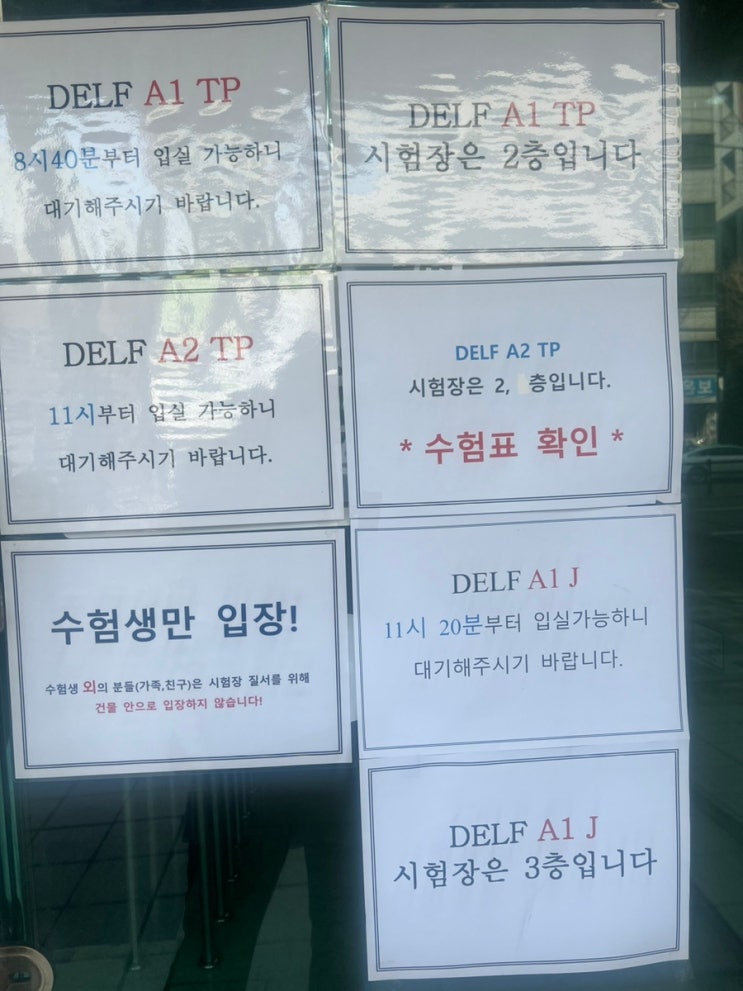 DELF A1 TP
8시40분부터 입실 가능하니
대기해주시기 바랍니다.
DELF A1 TP
시험장은 2층입니다
DELF A2 TP
11시부터 입실 가능하니
대기해주시기 바랍니다.
DELF A2 TP
시험장은 2, 층입니다.
* 수험표 확인 *
수험생만 입장!
수험생 외의 분들(가족,친구)은 시험장 질서를 위해
건물 안으로 입장하지 않습니다!
DELF A1 J
11시 20분부터 입실가능하니
대기해주시기 바랍니다.
DELF A1 J
시험장은 3층입니다